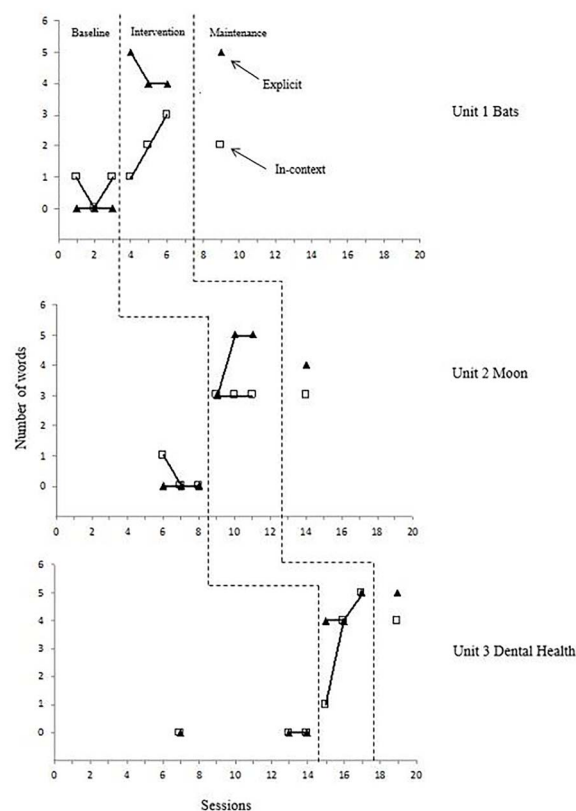 Baseline Intervention Maintenance
6
5
4
3
2
1
0
Explicit
In-context
Unit 1 Bats
0 2 4 6 8 10 12 14 16 18 20
6
5
4
3
2
1
0
Unit 2 Moon
0 2 4 6 8 10 12 14 16 18 20
Number of words
6
5
4
3
2
1
0
Unit 3 Dental Health
0 2 4 6 8 10 12 14 16 18 20
Sessions